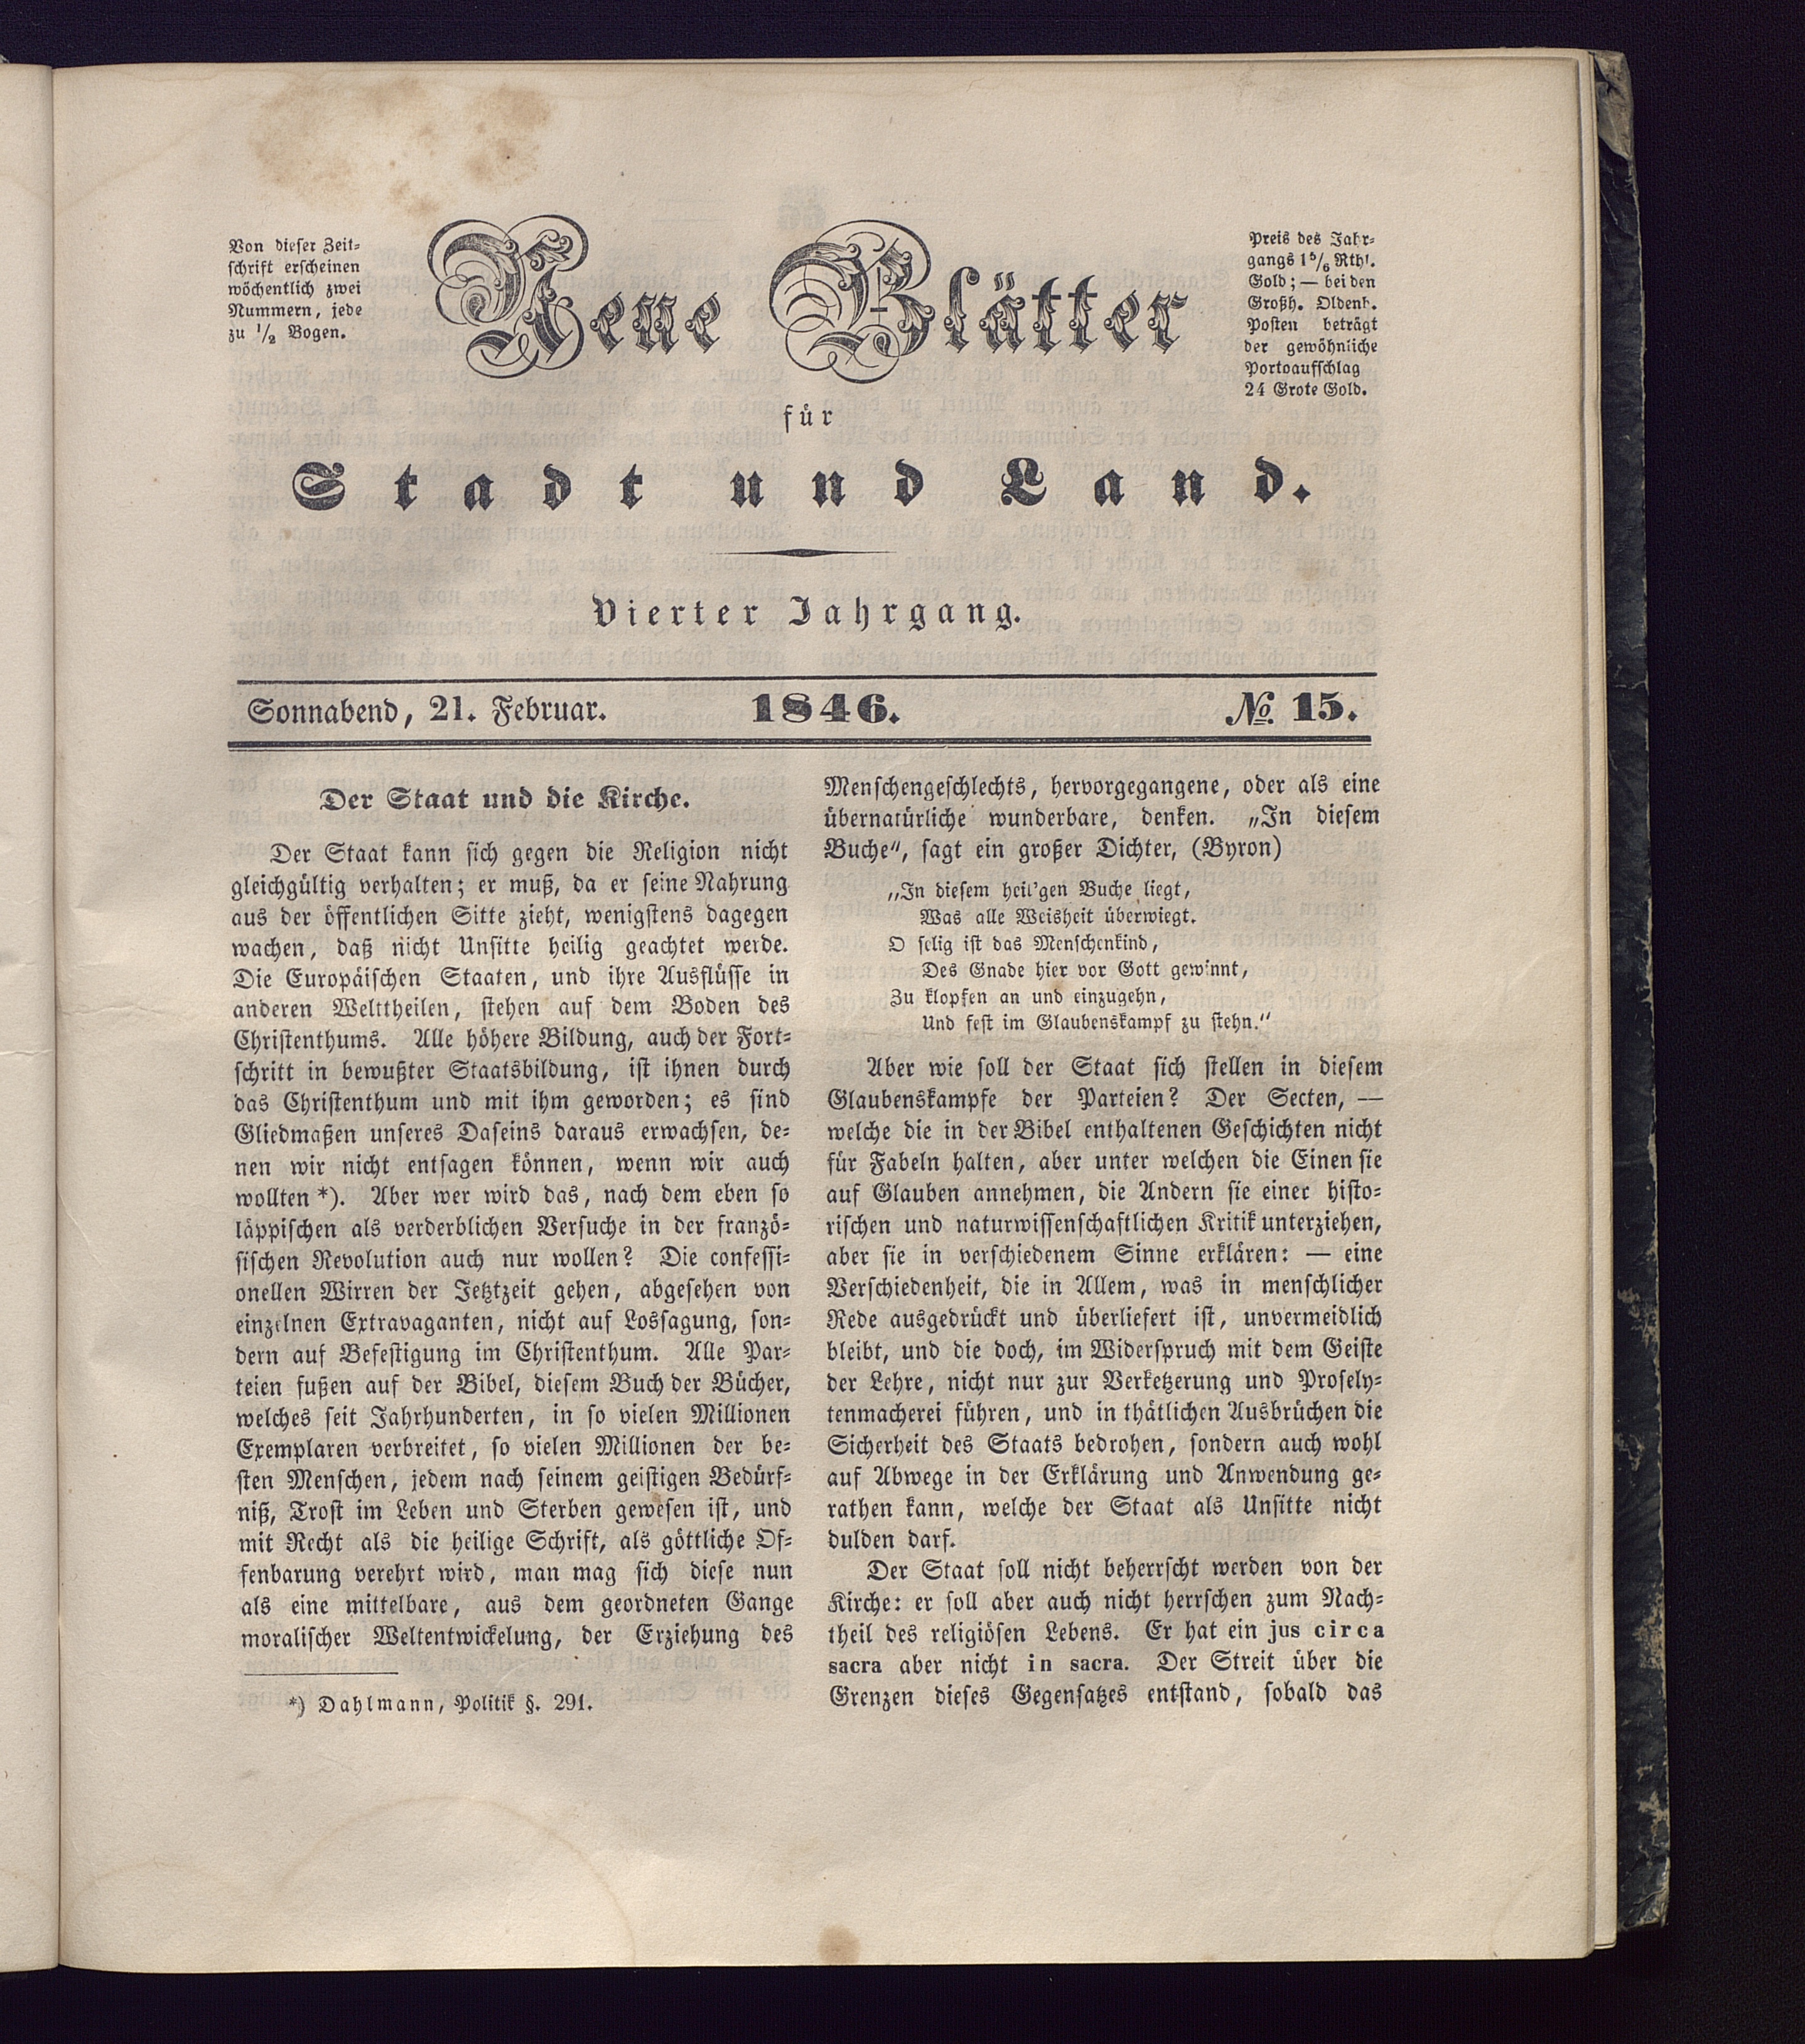 Von dieser Zeit-
schrift erscheinen
wöchentlich zwei
Nummern, jede
zu 1/2 Bogen.
Neue Blätter
für
Stadt und Land.
Preis des Jahr-
gangs 1 5/6 Rthl.
Gold; — bei den
Großh. Oldenb.
Posten beträgt
der gewöhnliche
Portoaufschlag
24 Grote Gold.
Vierter Jahrgang.
Sonnabend, 21. Februar. 1846. No. 15.
Der Staat und die Kirche.
Der Staat kann sich gegen die Religion nicht
gleichgültig verhalten; er muß, da er seine Nahrung
aus der öffentlichen Sitte zieht, wenigstens dagegen
wachen, daß nicht Unsitte heilig geachtet werde.
Die Europäischen Staaten, und ihre Ausflüsse in
anderen Welttheilen, stehen auf dem Boden des
Christenthums. Alle höhere Bildung, auch der Fort-
schritt in bewußter Staatsbildung, ist ihnen durch
das Christenthum und mit ihm geworden; es sind
Gliedmaßen unseres Daseins daraus erwachsen, de-
nen wir nicht entsagen können, wenn wir auch
wollten *). Aber wer wird das, nach dem eben so
läppischen als verderblichen Versuche in der franzö-
sischen Revolution auch nur wollen? Die confessi-
onellen Wirren der Jetztzeit gehen, abgesehen von
einzelnen Extravaganten, nicht auf Lossagung, son-
dern auf Befestigung im Christenthum. Alle Par-
teien fußen auf der Bibel, diesem Buch der Bücher,
welches seit Jahrhunderten, in so vielen Millionen
Exemplaren verbreitet, so vielen Millionen der be-
sten Menschen, jedem nach seinem geistigen Bedürf-
niß, Trost im Leben und Sterben gewesen ist, und
mit Recht als die heilige Schrift, als göttliche Of-
fenbarung verehrt wird, man mag sich diese nun
als eine mittelbare, aus dem geordneten Gange
moralischer Weltentwickelung, der Erziehung des
*) Dahlmann, Politik §. 291.
Menschengeschlechts, hervorgegangene, oder als eine
übernatürliche wunderbare, denken. „In diesem
Buche“, sagt ein großer Dichter, (Byron)
„In diesem heil'gen Buche liegt,
Was alle Weisheit überwiegt.
O selig ist das Menschenkind,
Des Gnade hier vor Gott gewinnt,
Zu klopfen an und einzugehn,
Und fest im Glaubenskampf zu stehn.“
Aber wie soll der Staat sich stellen in diesem
Glaubenskampfe der Parteien? Der Secten, —
welche die in der Bibel enthaltenen Geschichten nicht
für Fabeln halten, aber unter welchen die Einen sie
auf Glauben annehmen, die Andern sie einer histo-
rischen und naturwissenschaftlichen Kritik unterziehen,
aber sie in verschiedenem Sinne erklären: — eine
Verschiedenheit, die in Allem, was in menschlicher
Rede ausgedrückt und überliefert ist, unvermeidlich
bleibt, und die doch, im Widerspruch mit dem Geiste
der Lehre, nicht nur zur Verketzerung und Prosely-
tenmacherei führen, und in thätlichen Ausbrüchen die
Sicherheit des Staats bedrohen, sondern auch wohl
auf Abwege in der Erklärung und Anwendung ge-
rathen kann, welche der Staat als Unsitte nicht
dulden darf.
Der Staat soll nicht beherrscht werden von der
Kirche: er soll aber auch nicht herrschen zum Nach-
theil des religiösen Lebens. Er hat ein jus circa
sacra aber nicht in sacra. Der Streit über die
Grenzen dieses Gegensatzes entstand, sobald das